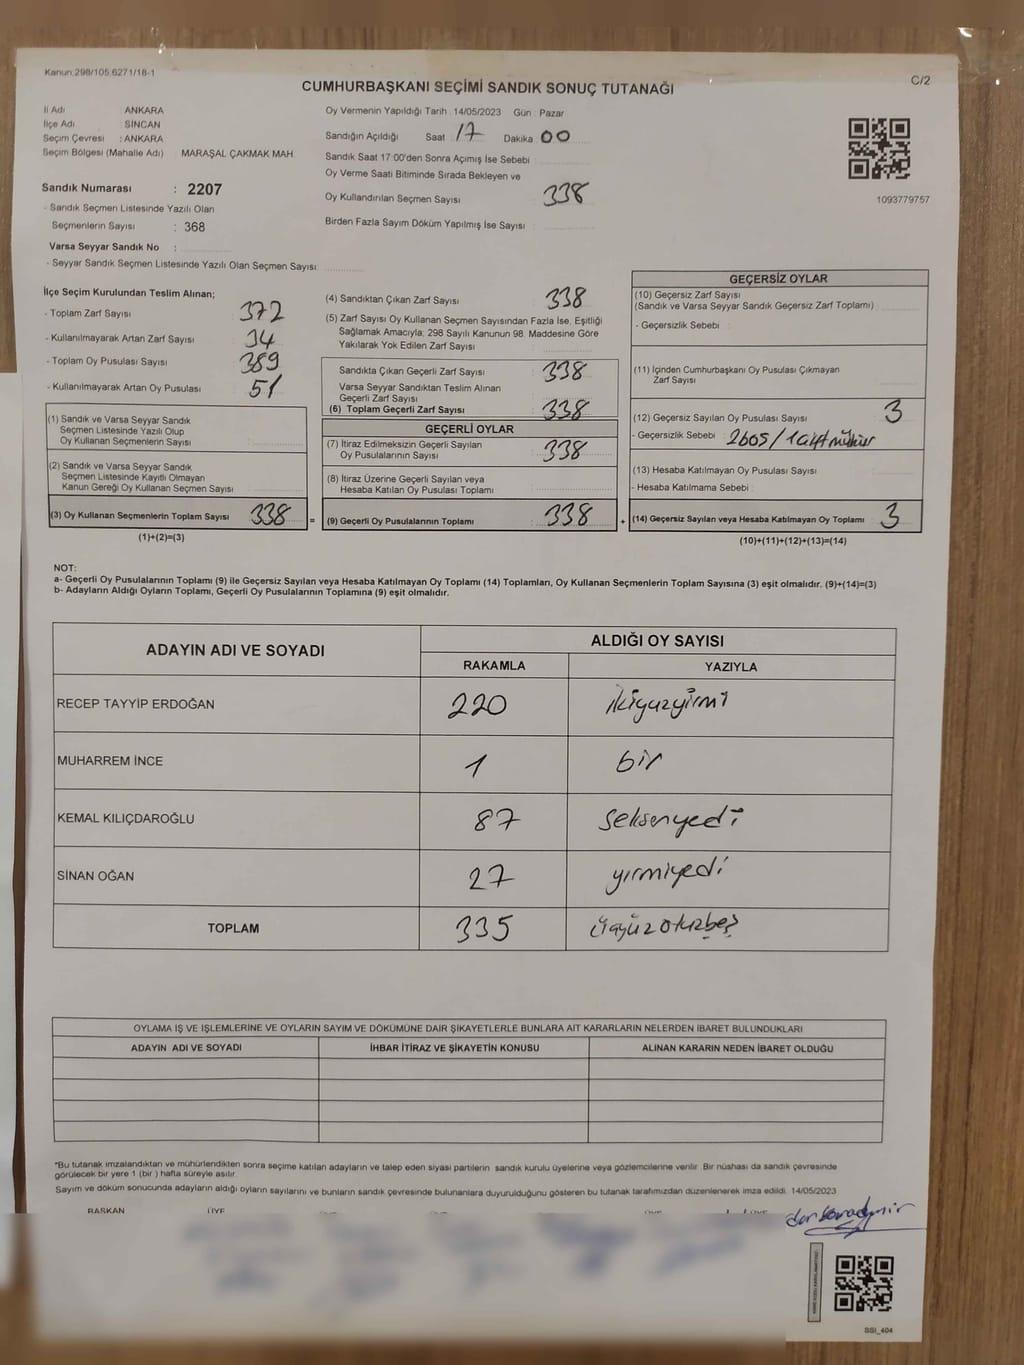 Kanun:298/105,6271/18-1
C/2
CUMHURBAŞKANI SEÇİMİ SANDIK SONUÇ TUTANAĞI
İl Adı : ANKARA
İlçe Adı : SİNCAN
Seçim Çevresi : ANKARA
Seçim Bölgesi (Mahalle Adı) MARAŞAL ÇAKMAK MAH.
Sandık Numarası : 2207
- Sandık Seçmen Listesinde Yazılı Olan
Seçmenlerin Sayısı : 368
Varsa Seyyar Sandık No :
- Seyyar Sandık Seçmen Listesinde Yazılı Olan Seçmen Sayısı:
Oy Vermenin Yapıldığı Tarih : 14/05/2023 Gün : Pazar
Sandığın Açıldığı Saat : 17 Dakika : 00
Sandık Saat 17:00'den Sonra Açımış İse Sebebi :
Oy Verme Saati Bitiminde Sırada Bekleyen ve
Oy Kullandırılan Seçmen Sayısı 338
Birden Fazla Sayım Döküm Yapılmış İse Sayısı :
1093779757
İlçe Seçim Kurulundan Teslim Alınan;
- Toplam Zarf Sayısı : 372
- Kullanılmayarak Artan Zarf Sayısı : 34
- Toplam Oy Pusulası Sayısı : 389
- Kullanılmayarak Artan Oy Pusulası : 51
(1) Sandık ve Varsa Seyyar Sandık
Seçmen Listesinde Yazılı Olup
Oy Kullanan Seçmenlerin Sayısı :
(2) Sandık ve Varsa Seyyar Sandık
Seçmen Listesinde Kayıtlı Olmayan
Kanun Gereği Oy Kullanan Seçmen Sayısı :
(3) Oy Kullanan Seçmenlerin Toplam Sayısı : 338 =
(1)+(2)=(3)
(4) Sandıktan Çıkan Zarf Sayısı : 338
(5) Zarf Sayısı Oy Kullanan Seçmen Sayısından Fazla İse, Eşitliği
Sağlamak Amacıyla; 298 Sayılı Kanunun 98. Maddesine Göre
Yakılarak Yok Edilen Zarf Sayısı :
Sandıkta Çıkan Geçerli Zarf Sayısı : 338
Varsa Seyyar Sandıktan Teslim Alınan
Geçerli Zarf Sayısı :
(6) Toplam Geçerli Zarf Sayısı : 338
GEÇERLİ OYLAR
(7) İtiraz Edilmeksizin Geçerli Sayılan
Oy Pusulalarının Sayısı : 338
(8) İtiraz Üzerine Geçerli Sayılan veya
Hesaba Katılan Oy Pusulası Toplamı :
(9) Geçerli Oy Pusulalarının Toplamı : 338 +
GEÇERSİZ OYLAR
(10) Geçersiz Zarf Sayısı
(Sandık ve Varsa Seyyar Sandık Geçersiz Zarf Toplamı) :
- Geçersizlik Sebebi :
(11) İçinden Cumhurbaşkanı Oy Pusulası Çıkmayan
Zarf Sayısı :
(12) Geçersiz Sayılan Oy Pusulası Sayısı : 3
- Geçersizlik Sebebi : 2 boş / 1 çift mühür
(13) Hesaba Katılmayan Oy Pusulası Sayısı :
- Hesaba Katılmama Sebebi :
(14) Geçersiz Sayılan veya Hesaba Katılmayan Oy Toplamı : 3
(10)+(11)+(12)+(13)=(14)
NOT:
a- Geçerli Oy Pusulalarının Toplamı (9) ile Geçersiz Sayılan veya Hesaba Katılmayan Oy Toplamı (14) Toplamları, Oy Kullanan Seçmenlerin Toplam Sayısına (3) eşit olmalıdır. (9)+(14)=(3)
b- Adayların Aldığı Oyların Toplamı, Geçerli Oy Pusulalarının Toplamına (9) eşit olmalıdır.
ADAYIN ADI VE SOYADI ALDIĞI OY SAYISI
RAKAMLA YAZIYLA
RECEP TAYYİP ERDOĞAN 220 ikiyüzyirmi
MUHARREM İNCE 1 bir
KEMAL KILIÇDAROĞLU 87 seksenyedi
SİNAN OĞAN 27 yirmiyedi
TOPLAM 335 üçyüzotuzbeş
OYLAMA İŞ VE İŞLEMLERİNE VE OYLARIN SAYIM VE DÖKÜMÜNE DAİR ŞİKAYETLERLE BUNLARA AİT KARARLARIN NELERDEN İBARET BULUNDUKLARI
ADAYIN ADI VE SOYADI İHBAR İTİRAZ VE ŞİKAYETİN KONUSU ALINAN KARARIN NEDEN İBARET OLDUĞU
*Bu tutanak imzalandıktan ve mühürlendikten sonra seçime katılan adayların ve talep eden siyasi partilerin sandık kurulu üyelerine veya gözlemcilerine verilir. Bir nüshası da sandık çevresinde
görülecek bir yere 1 (bir) hafta süreyle asılır.
Sayım ve döküm sonucunda adayların aldığı oyların sayılarını ve bunların sandık çevresinde bulunanlara duyurulduğunu gösteren bu tutanak tarafımızdan düzenlenerek imza edildi. 14/05/2023
BAŞKAN ÜYE
SSI_404